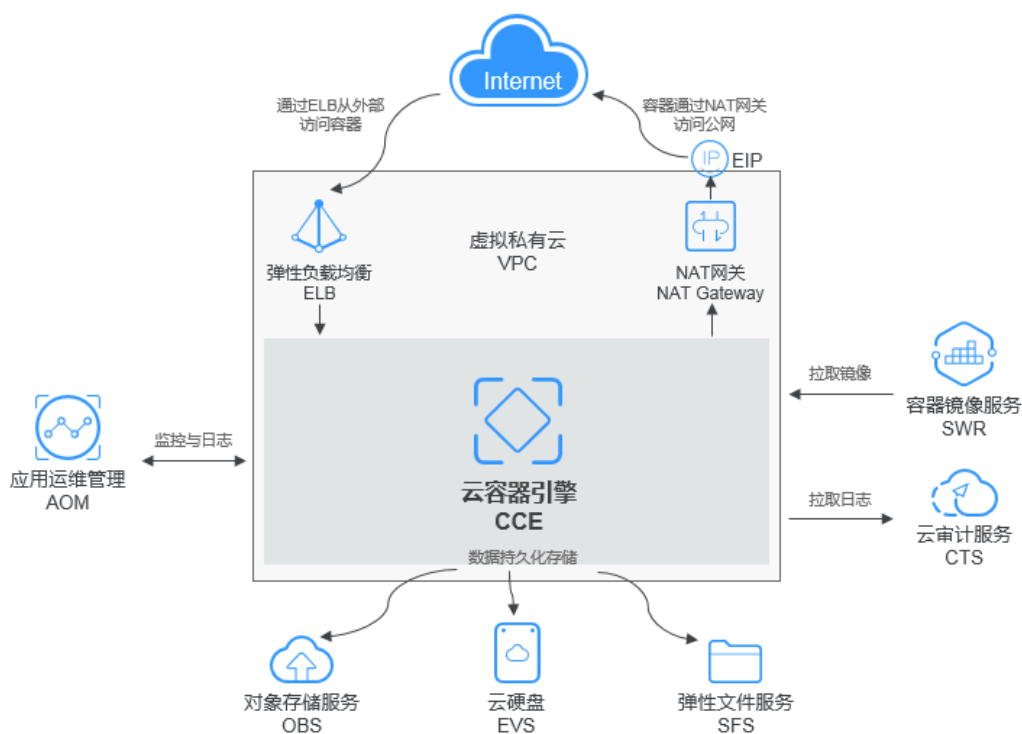 Internet
通过ELB从外部
访问容器
容器通过NAT网关
访问公网
IP
EIP
虚拟私有云
VPC
弹性负载均衡
ELB
NAT网关
NAT Gateway
拉取镜像
容器镜像服务
SWR
监控与日志
应用运维管理
AOM
云容器引擎
CCE
拉取日志
云审计服务
CTS
数据持久化存储
对象存储服务
OBS
云硬盘
EVS
弹性文件服务
SFS